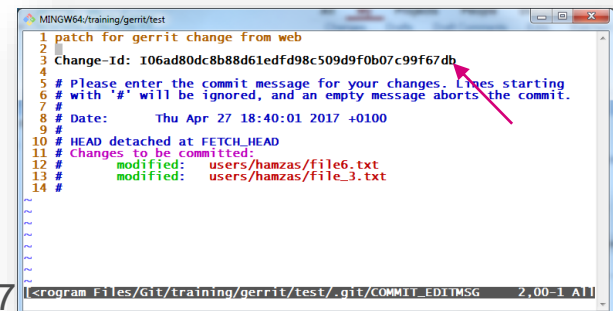 MINGW64:/training/gerrit/test
1 patch for gerrit change from web
2
3 Change-Id: I06ad80dc8b88d61edfd98c509d9f0b07c99f67db
4
5 # Please enter the commit message for your changes. Lines starting
6 # with '#' will be ignored, and an empty message aborts the commit.
7 #
8 # Date:      Thu Apr 27 18:40:01 2017 +0100
9 #
10 # HEAD detached at FETCH_HEAD
11 # Changes to be committed:
12 #       modified:   users/hamzas/file6.txt
13 #       modified:   users/hamzas/file_3.txt
14 #
~
~
~
~
~
~
~
7
[<rogram Files/Git/training/gerrit/test/.git/COMMIT_EDITMSG   2,00-1 All